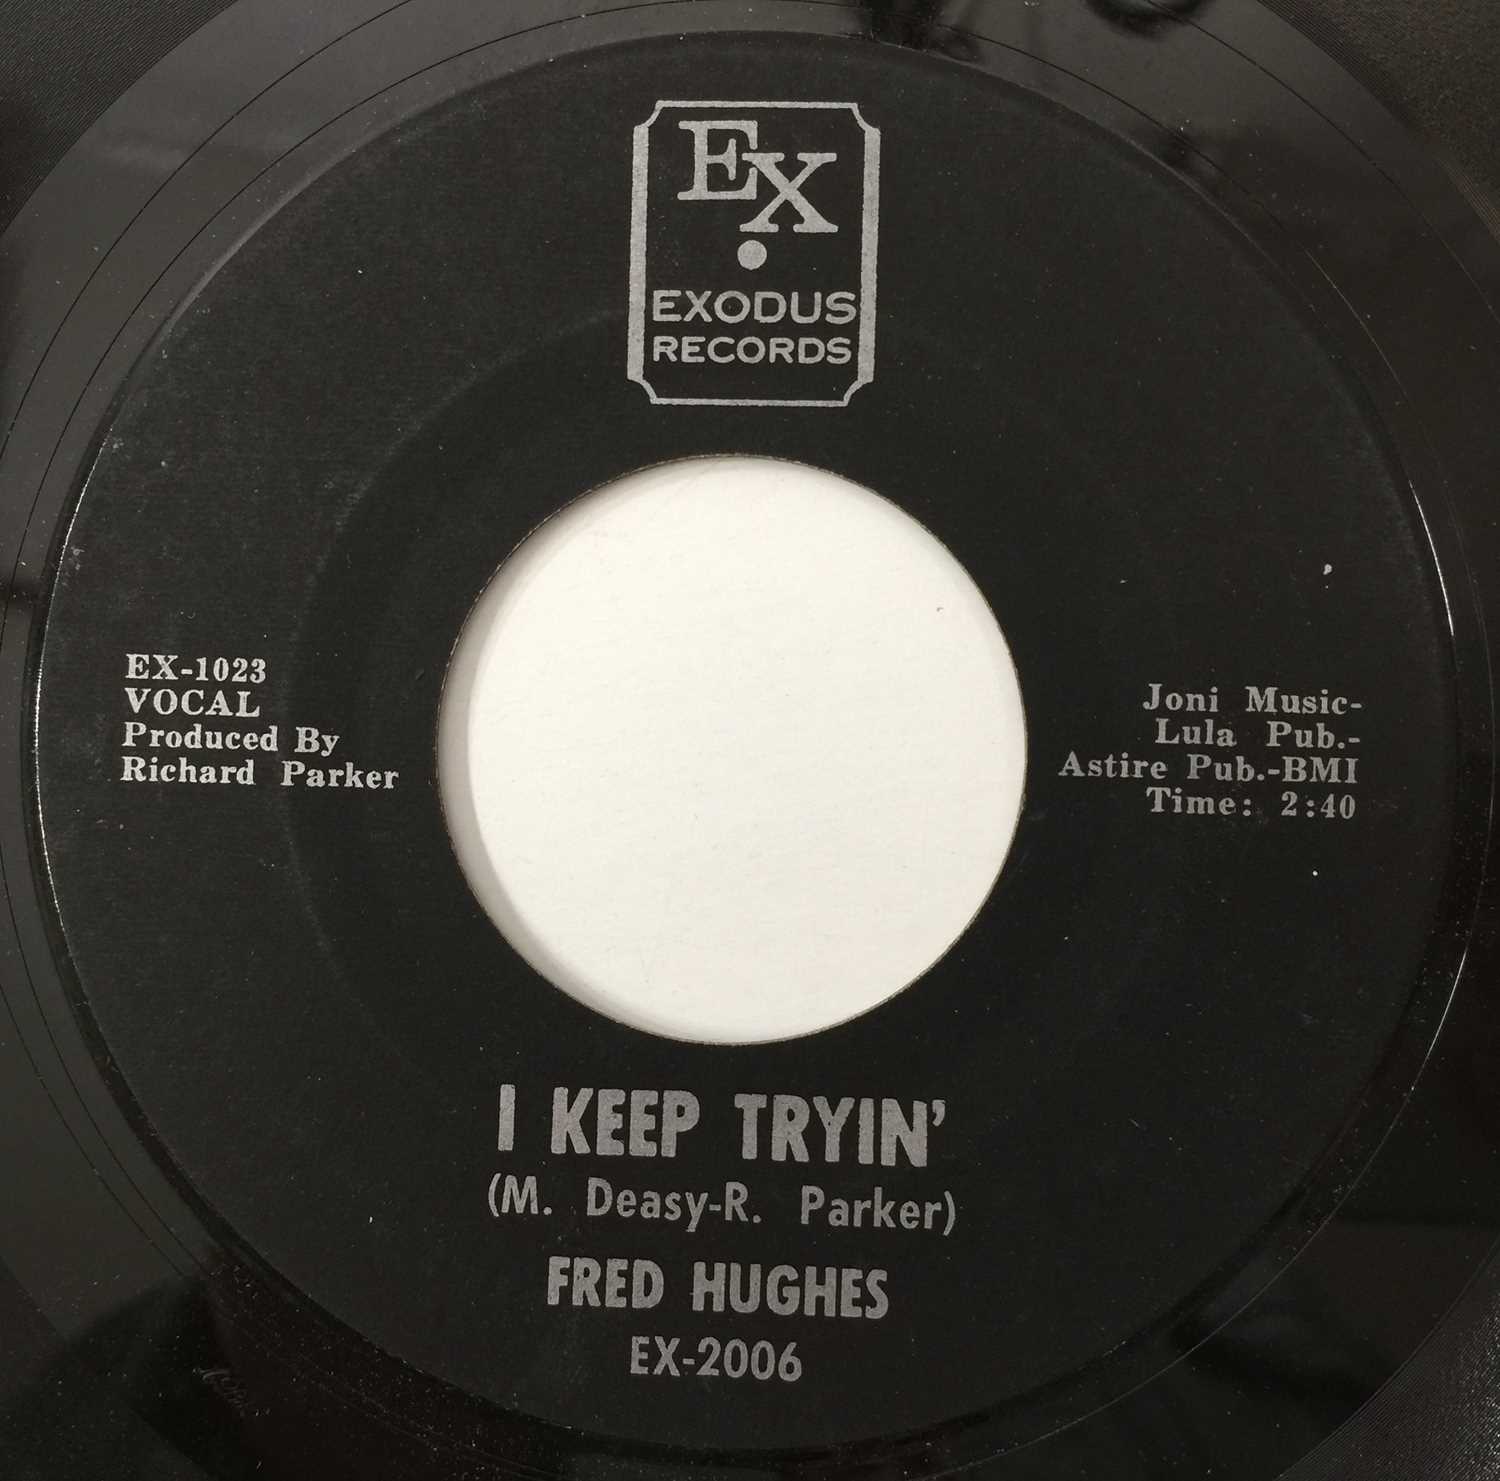 EX
EXODUS
RECORDS
EX-1023
VOCAL
Produced By
Richard Parker
Joni Music-
Lula Pub.-
Astire Pub.-BMI
Time: 2:40
I KEEP TRYIN'
(M. Deasy-R. Parker)
FRED HUGHES
EX-2006